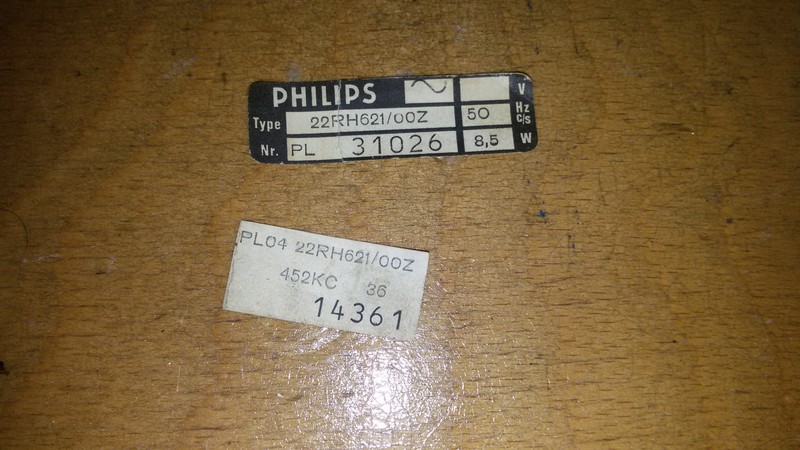 PHILIPS ~ V
Type 22RH621/00Z 50 Hz c/s
Nr. PL 31026 8,5 W
PL04 22RH621/00Z
452KC 36
14361